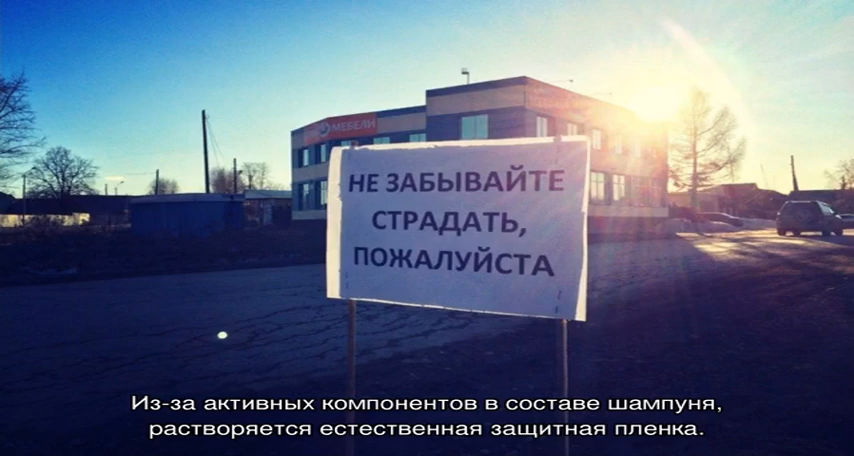 МЕБЕЛИ
НЕ ЗАБЫВАЙТЕ
СТРАДАТЬ,
ПОЖАЛУЙСТА
Из-за активных компонентов в составе шампуня,
растворяется естественная защитная пленка.